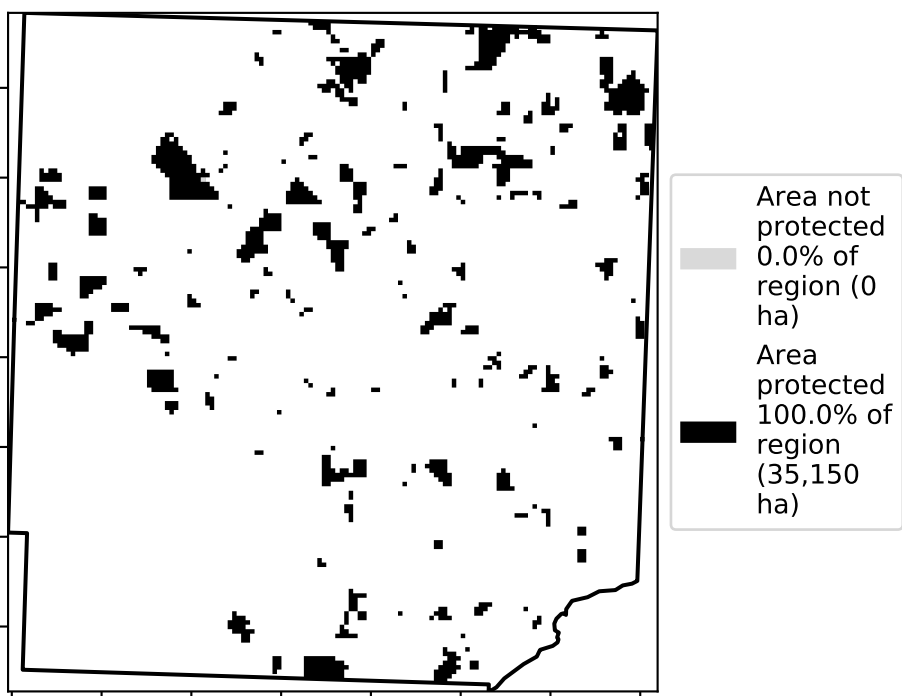 Area not
protected
0.0% of
region (0
ha)
Area
protected
100.0% of
region
(35,150
ha)